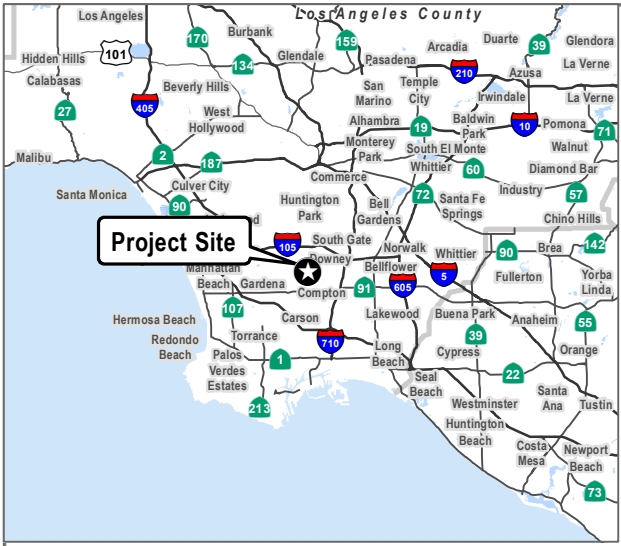 Los Angeles County
Los Angeles
101
170
Burbank
159
Arcadia
Duarte
39
Glendora
Hidden Hills
134
Glendale
Pasadena
210
La Verne
Calabasas
Beverly Hills
San
Marino
Temple
City
Azusa
27
405
West
Hollywood
Irwindale
La Verne
Alhambra
19
Baldwin
Park
10
Pomona
71
Malibu
2
187
Monterey
Park
South El Monte
Walnut
Commerce
Whittier
60
Diamond Bar
Santa Monica
Culver City
Huntington
Park
Bell
Gardens
72
Industry
57
90
Santa Fe
Springs
Chino Hills
Project Site
105
South Gate
Norwalk
Whittier
90
Brea
142
Downey
Manhattan
Beach
Gardena
Compton
91
Bellflower
605
5
Fullerton
Yorba
Linda
107
Carson
Lakewood
Buena Park
Anaheim
55
Hermosa Beach
Redondo
Beach
Torrance
710
39
Palos
Verdes
Estates
1
Long
Beach
Cypress
Orange
213
Seal
Beach
22
Westminster
Santa
Ana
Tustin
Huntington
Beach
Costa
Mesa
Newport
Beach
73